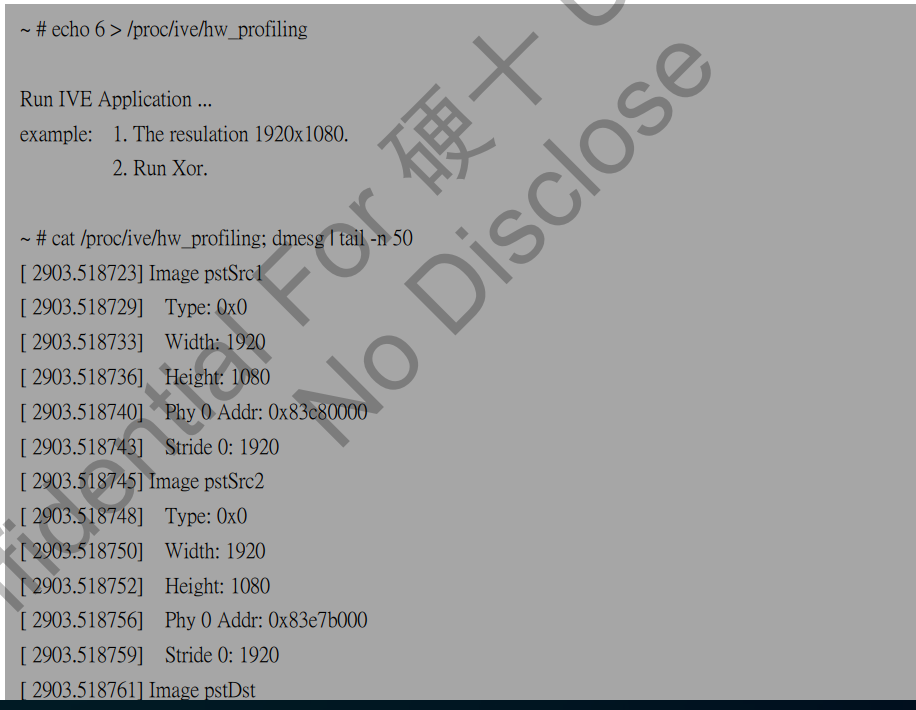 ~ # echo 6 > /proc/ive/hw_profiling
Run IVE Application ...
example: 1. The resulation 1920x1080.
2. Run Xor.
~ # cat /proc/ive/hw_profiling; dmesg | tail -n 50
[ 2903.518723] Image pstSrc1
[ 2903.518729] Type: 0x0
[ 2903.518733] Width: 1920
[ 2903.518736] Height: 1080
[ 2903.518740] Phy 0 Addr: 0x83c80000
[ 2903.518743] Stride 0: 1920
[ 2903.518745] Image pstSrc2
[ 2903.518748] Type: 0x0
[ 2903.518750] Width: 1920
[ 2903.518752] Height: 1080
[ 2903.518756] Phy 0 Addr: 0x83e7b000
[ 2903.518759] Stride 0: 1920
[ 2903.518761] Image pstDst
fidential For 硬十
No Disclose